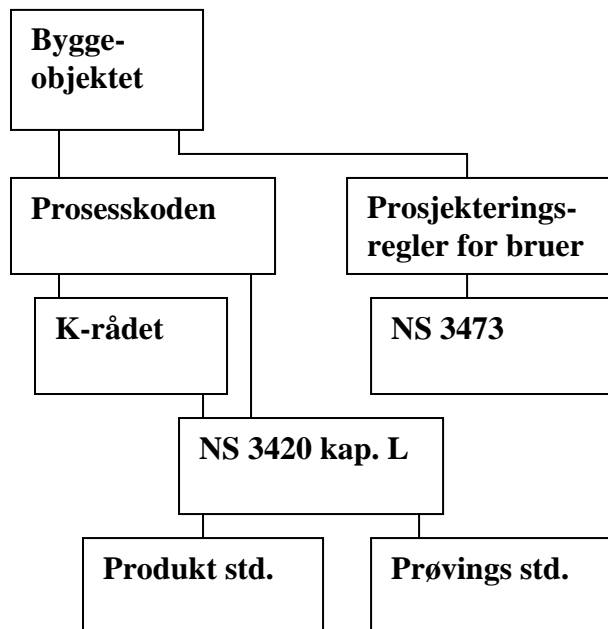 Bygge-
objektet
Prosesskoden
Prosjekterings-
regler for bruer
K-rådet
NS 3473
NS 3420 kap. L
Produkt std.
Prøvings std.